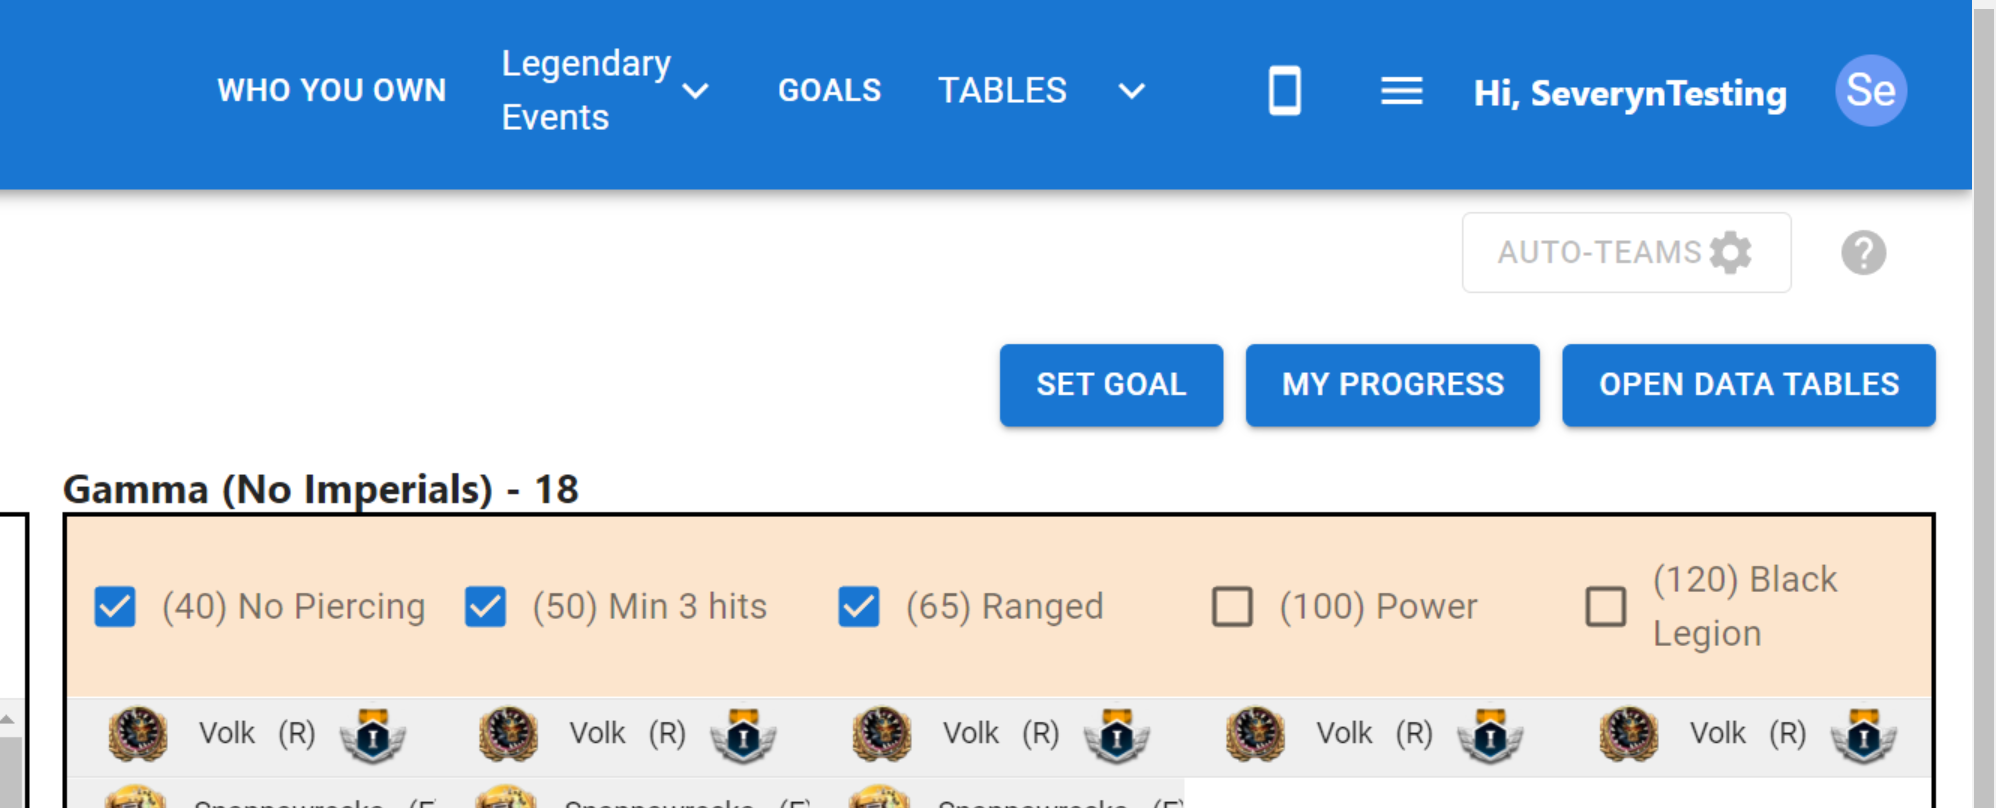 WHO YOU OWN
Legendary
Events
GOALS
TABLES
Hi, SeverynTesting
Se
AUTO-TEAMS
?
SET GOAL
MY PROGRESS
OPEN DATA TABLES
Gamma (No Imperials) - 18
(40) No Piercing
(50) Min 3 hits
(65) Ranged
(100) Power
(120) Black
Legion
Volk (R) I
Volk (R) I
Volk (R) I
Volk (R) I
Volk (R) I